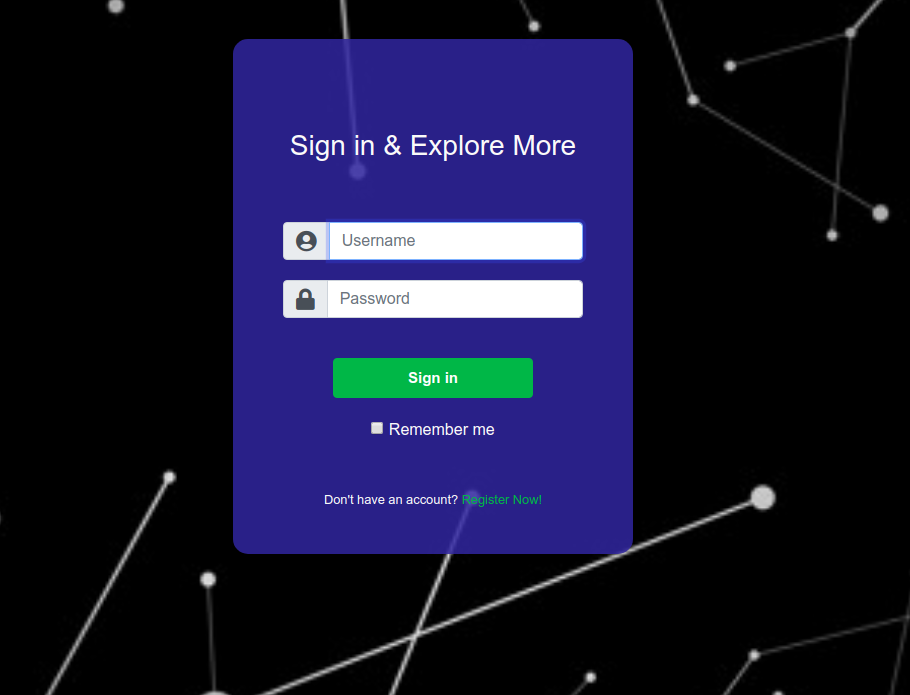 Sign in & Explore More
Username
Password
Sign in
Remember me
Don't have an account? Register Now!